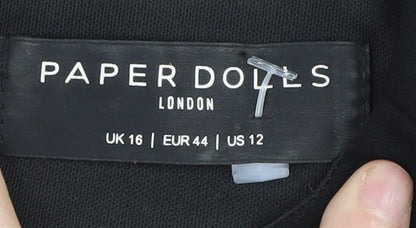 PAPER DOLLS
LONDON
UK 16 | EUR 44 | US 12